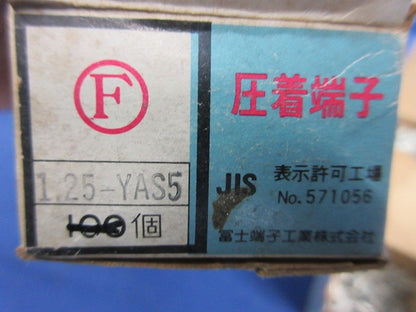 F
1.25-YAS5
100個
圧着端子
JIS 表示許可工場
No.571056
冨士端子工業株式会社